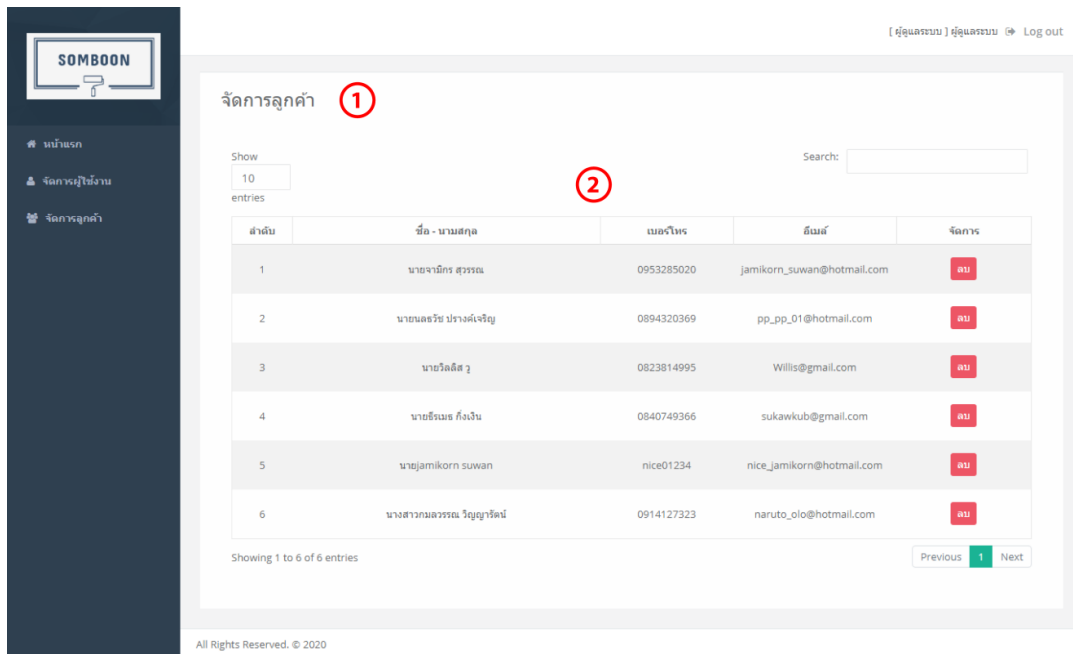 [ ผู้ดูแลระบบ ] ผู้ดูแลระบบ Log out
SOMBOON
จัดการลูกค้า 1
หน้าแรก
จัดการผู้ใช้งาน
จัดการลูกค้า
Show
10
entries
Search:
2
ลำดับ ชื่อ - นามสกุล เบอร์โทร อีเมล์ จัดการ
1 นายจามิกร สุวรรณ 0953285020 jamikorn_suwan@hotmail.com ลบ
2 นายนลธวัช ปรางค์เจริญ 0894320369 pp_pp_01@hotmail.com ลบ
3 นายวิลลิส วู 0823814995 Willis@gmail.com ลบ
4 นายธีรเมธ กิ่งเงิน 0840749366 sukawkub@gmail.com ลบ
5 นายjamikorn suwan nice01234 nice_jamikorn@hotmail.com ลบ
6 นางสาวกมลวรรณ วิญญารัตน์ 0914127323 naruto_olo@hotmail.com ลบ
Showing 1 to 6 of 6 entries
Previous 1 Next
All Rights Reserved. © 2020